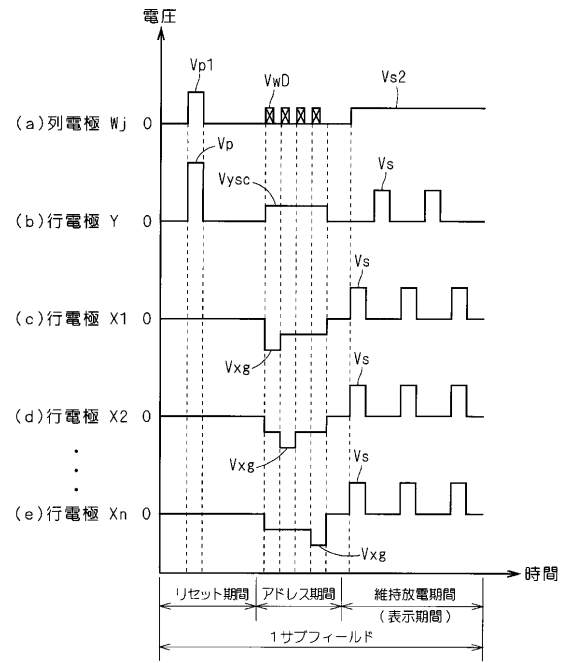 電圧
Vp1
VwD
Vs2
(a)列電極 Wj 0
Vp
Vysc
Vs
(b)行電極 Y 0
Vs
(c)行電極 X1 0
Vxg
Vs
(d)行電極 X2 0
Vxg
Vs
(e)行電極 Xn 0
Vxg
時間
リセット期間
アドレス期間
維持放電期間
(表示期間)
1サブフィールド